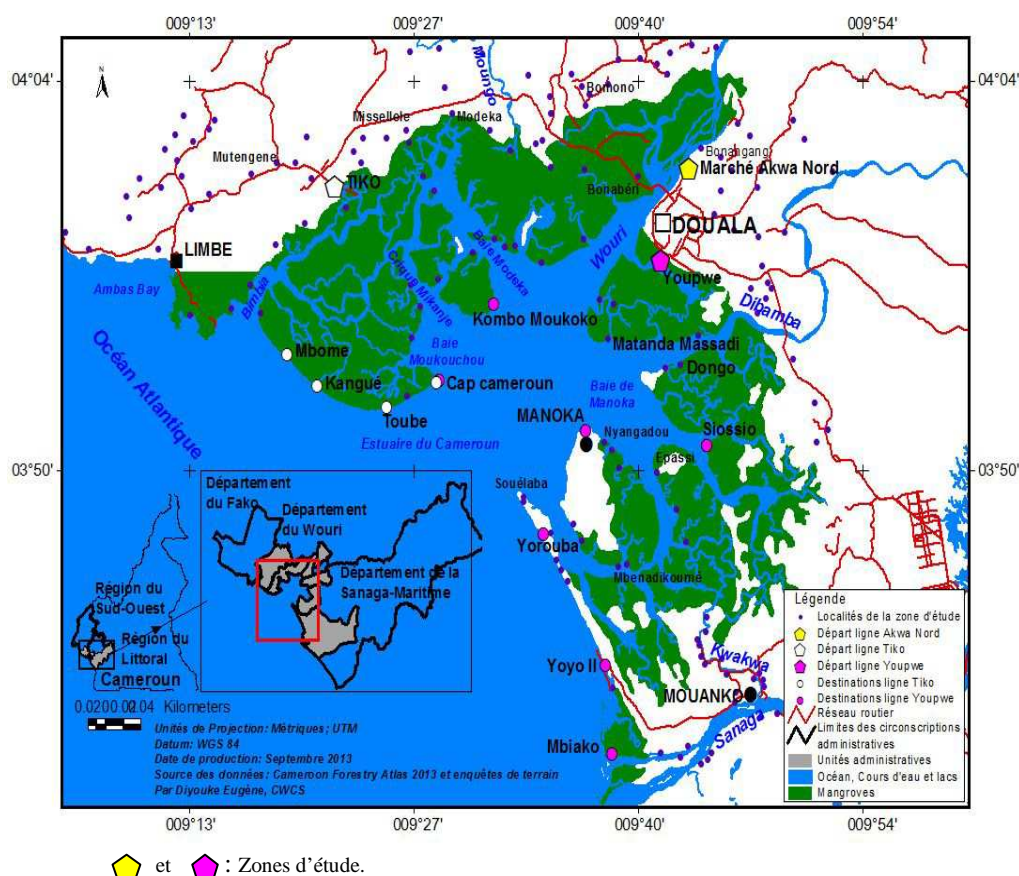 009°13' 009°27' 009°40' 009°54'
04°04' 04°04'
N
Moungo
Bomono
Missellele
Modeka
Mutengene
Bonangang
Marché Akwa Nord
TIKO
Bonabéri
DOUALA
LIMBE
Wouri
Baie Modeka
Crique Mikanje
Youpwe
Ambas Bay
Bimbia
Dibamba
Kombo Moukoko
Océan Atlantique
Mbome
Baie
Moukouchou
Matanda Massadi
Dongo
Kangue
Cap cameroun
Baie de
Manoka
Toube
MANOKA
Nyangadou
Siossio
Estuaire du Cameroun
Epassi
03°50' 03°50'
Souélaba
Département
du Fako
Département
du Wouri
Yorouba
Département de la
Sanaga-Maritime
Mbenadikoumé
Région du
Sud-Ouest
Région du
Littoral
Cameroun
Légende
Localités de la zone d'étude
Départ ligne Akwa Nord
Départ ligne Tiko
Départ ligne Youpwe
Destinations ligne Tiko
Destinations ligne Youpwe
Réseau routier
Limites des circonscriptions
administratives
Unités administratives
Océan, Cours d'eau et lacs
Mangroves
Yoyo II
Kwakwa
MOUANKO
Sanaga
Mbiako
Kilometers
Unités de Projection: Métriques; UTM
Datum: WGS 84
Date de production: Septembre 2013
Source des données: Cameroon Forestry Atlas 2013 et enquêtes de terrain
Par Diyouke Eugène, CWCS
009°13' 009°27' 009°40' 009°54'
et : Zones d'étude.